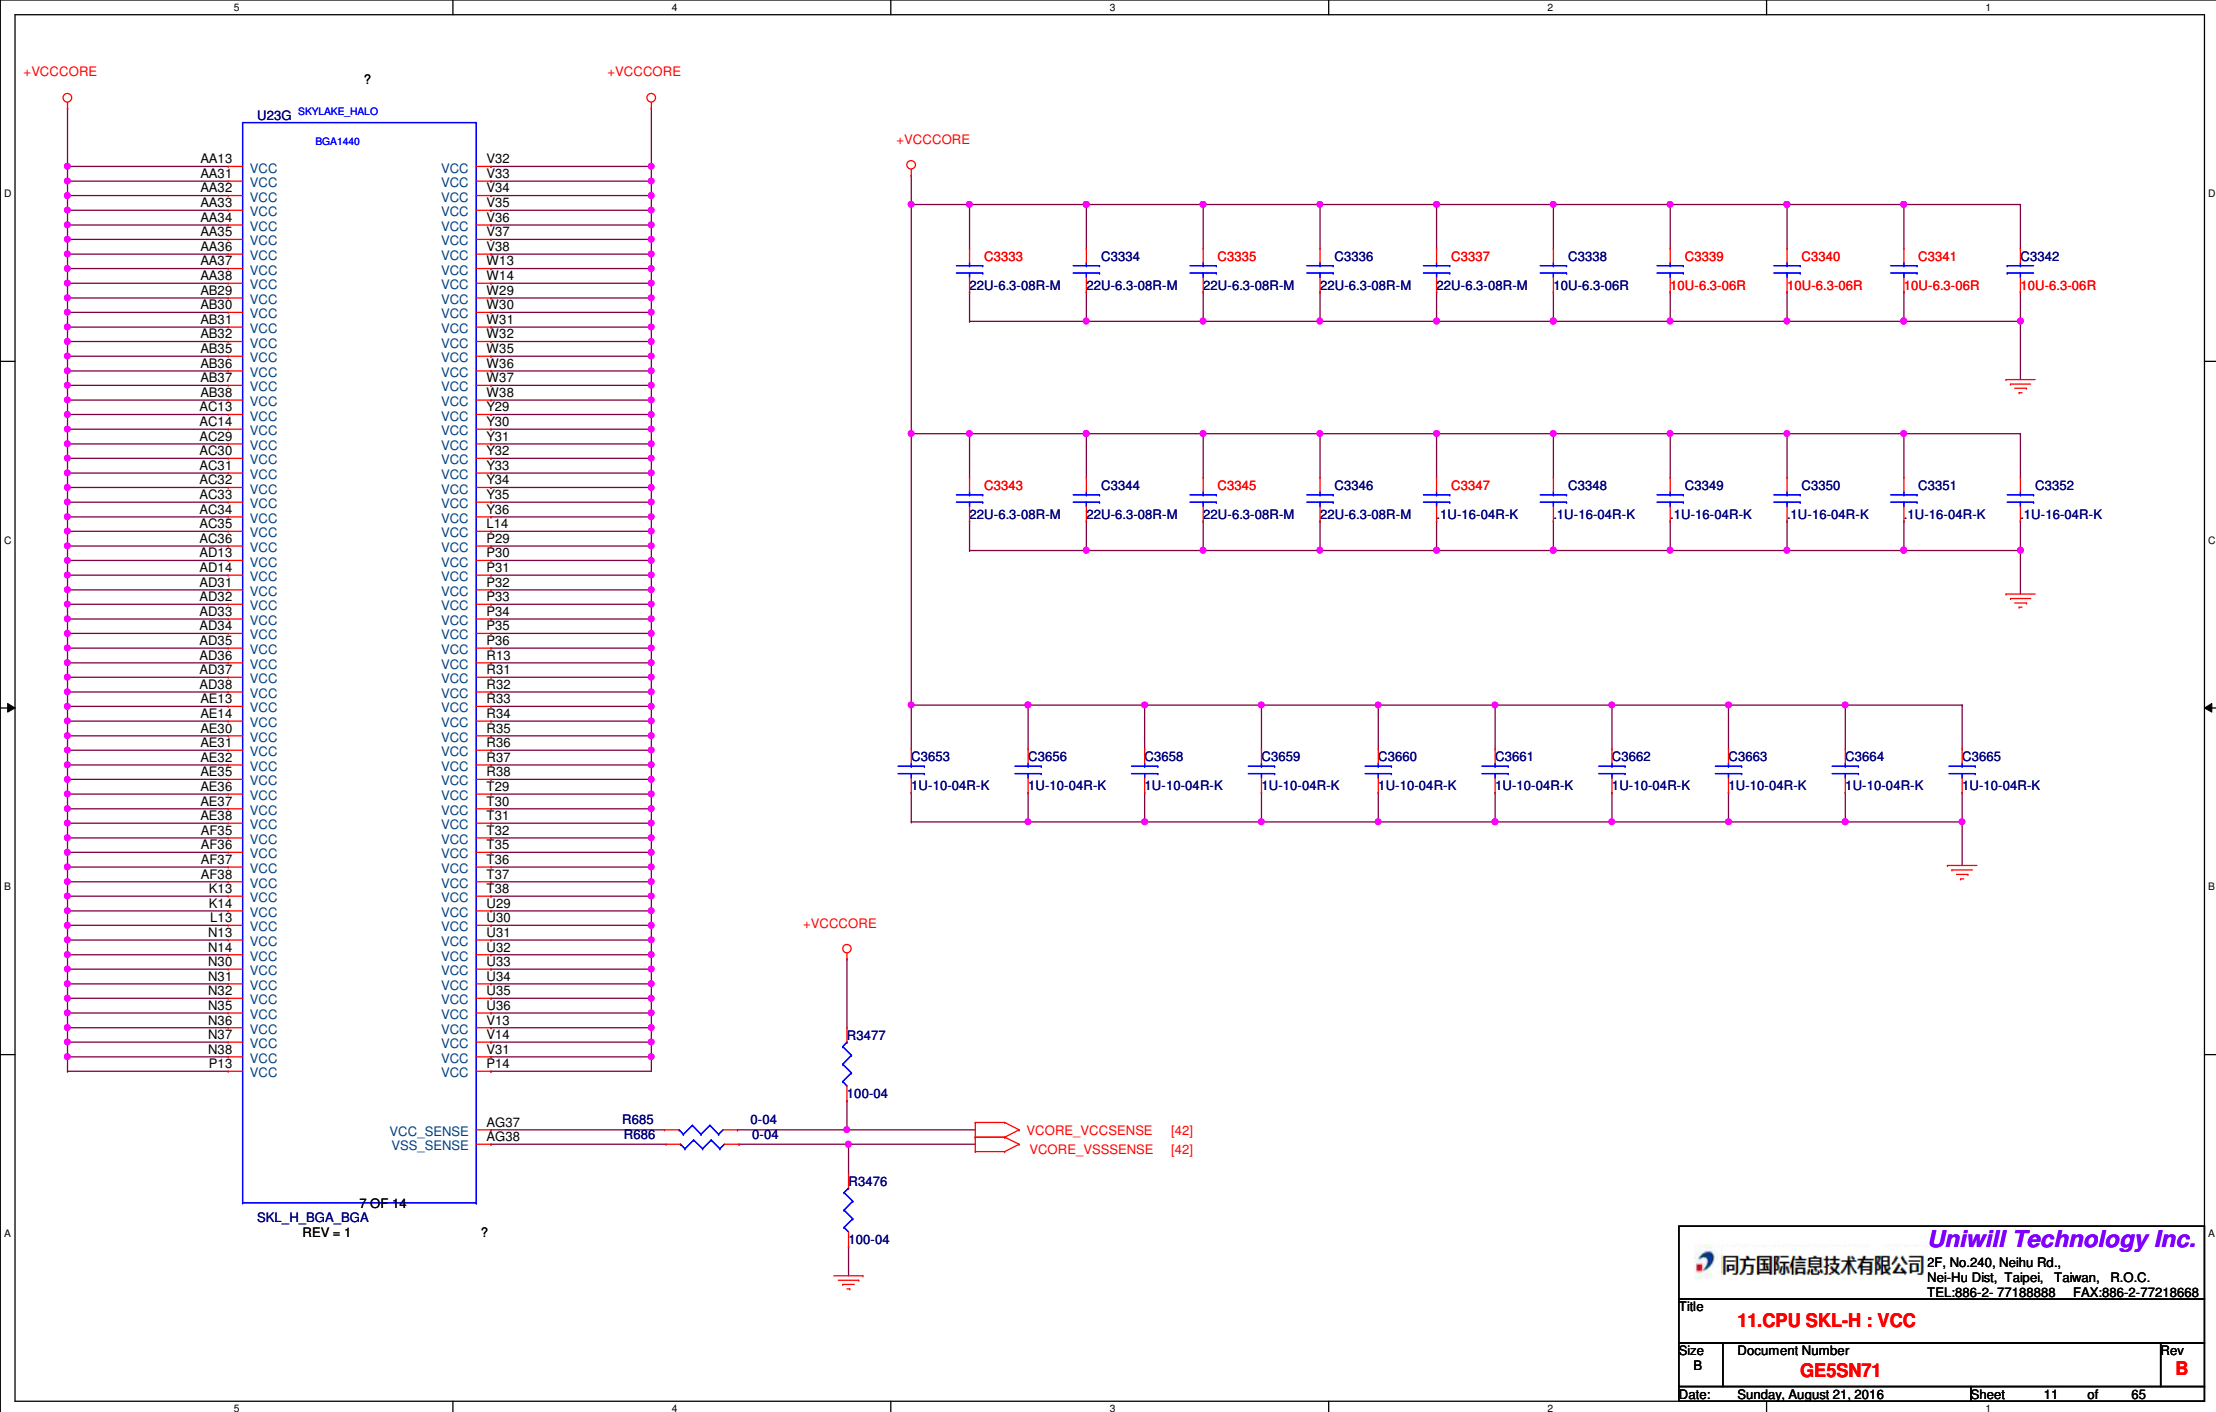 5 4 3 2 1
+VCCCORE ? +VCCCORE
U23G SKYLAKE_HALO
BGA1440
+VCCCORE
AA13 VCC VCC V32
AA31 VCC VCC V33
AA32 VCC VCC V34
AA33 VCC VCC V35
AA34 VCC VCC V36
AA35 VCC VCC V37
AA36 VCC VCC V38
AA37 VCC VCC W13
AA38 VCC VCC W14
AB29 VCC VCC W29
AB30 VCC VCC W30
AB31 VCC VCC W31
AB32 VCC VCC W32
AB35 VCC VCC W35
AB36 VCC VCC W36
AB37 VCC VCC W37
AB38 VCC VCC W38
AC13 VCC VCC Y29
AC14 VCC VCC Y30
AC29 VCC VCC Y31
AC30 VCC VCC Y32
AC31 VCC VCC Y33
AC32 VCC VCC Y34
AC33 VCC VCC Y35
AC34 VCC VCC Y36
AC35 VCC VCC L14
AC36 VCC VCC P29
AD13 VCC VCC P30
AD14 VCC VCC P31
AD31 VCC VCC P32
AD32 VCC VCC P33
AD33 VCC VCC P34
AD34 VCC VCC P35
AD35 VCC VCC P36
AD36 VCC VCC R13
AD37 VCC VCC R31
AD38 VCC VCC R32
AE13 VCC VCC R33
AE14 VCC VCC R34
AE30 VCC VCC R35
AE31 VCC VCC R36
AE32 VCC VCC R37
AE35 VCC VCC R38
AE36 VCC VCC T29
AE37 VCC VCC T30
AE38 VCC VCC T31
AF35 VCC VCC T32
AF36 VCC VCC T35
AF37 VCC VCC T36
AF38 VCC VCC T37
K13 VCC VCC T38
K14 VCC VCC U29
L13 VCC VCC U30
N13 VCC VCC U31
N14 VCC VCC U32
N30 VCC VCC U33
N31 VCC VCC U34
N32 VCC VCC U35
N35 VCC VCC U36
N36 VCC VCC V13
N37 VCC VCC V14
N38 VCC VCC V31
P13 VCC VCC P14
VCC_SENSE AG37 R685 0-04 VCORE_VCCSENSE [42]
VSS_SENSE AG38 R686 0-04 VCORE_VSSSENSE [42]
7 OF 14
SKL_H_BGA_BGA
REV = 1 ?
C3333 C3334 C3335 C3336 C3337 C3338 C3339 C3340 C3341 C3342
22U-6.3-08R-M 22U-6.3-08R-M 22U-6.3-08R-M 22U-6.3-08R-M 22U-6.3-08R-M 10U-6.3-06R 10U-6.3-06R 10U-6.3-06R 10U-6.3-06R 10U-6.3-06R
C3343 C3344 C3345 C3346 C3347 C3348 C3349 C3350 C3351 C3352
22U-6.3-08R-M 22U-6.3-08R-M 22U-6.3-08R-M 22U-6.3-08R-M .1U-16-04R-K .1U-16-04R-K .1U-16-04R-K .1U-16-04R-K .1U-16-04R-K .1U-16-04R-K
C3653 C3656 C3658 C3659 C3660 C3661 C3662 C3663 C3664 C3665
1U-10-04R-K 1U-10-04R-K 1U-10-04R-K 1U-10-04R-K 1U-10-04R-K 1U-10-04R-K 1U-10-04R-K 1U-10-04R-K 1U-10-04R-K 1U-10-04R-K
+VCCCORE
R3477
100-04
R3476
100-04
D D
C C
B B
A A
同方国际信息技术有限公司
Uniwill Technology Inc.
2F, No.240, Neihu Rd.,
Nei-Hu Dist, Taipei, Taiwan, R.O.C.
TEL:886-2- 77188888 FAX:886-2-77218668
Title
11.CPU SKL-H : VCC
Size Document Number Rev
B GE5SN71 B
Date: Sunday, August 21, 2016 Sheet 11 of 65
5 4 3 2 1